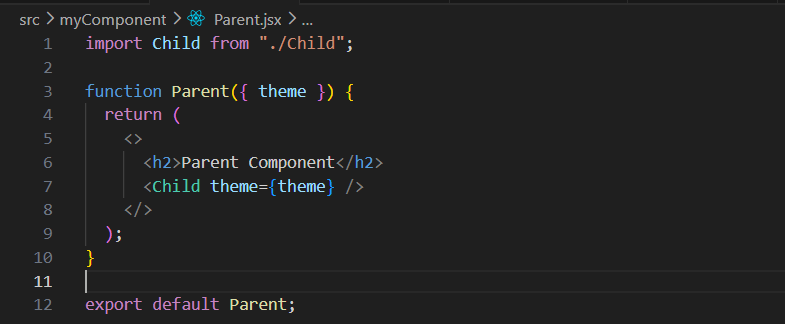 src > myComponent > Parent.jsx > ...
1 import Child from "./Child";
2
3 function Parent({ theme }) {
4   return (
5     <>
6       <h2>Parent Component</h2>
7       <Child theme={theme} />
8     </>
9   );
10 }
11
12 export default Parent;